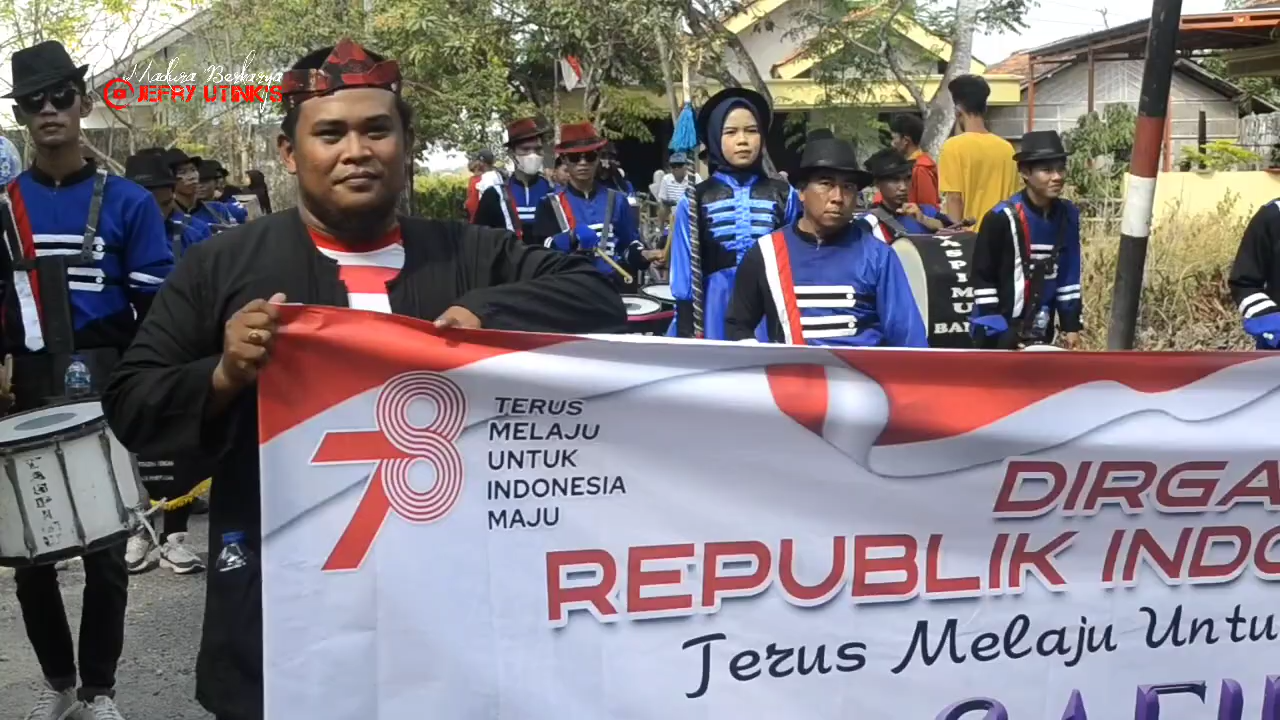 Madura Berkarya
JEFRY UTINK'S
78
TERUS
MELAJU
UNTUK
INDONESIA
MAJU
DIRGA
REPUBLIK INDO
Terus Melaju Untu